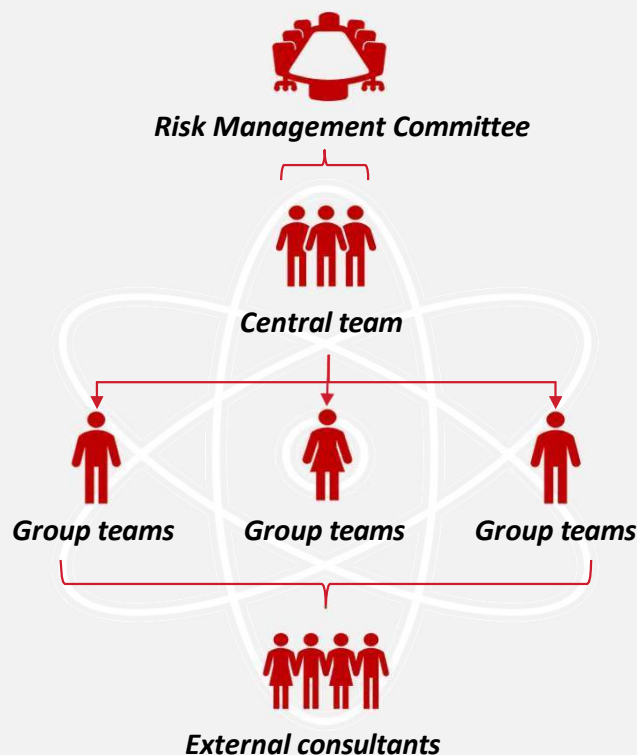 Risk Management Committee
Central team
Group teams
Group teams
Group teams
External consultants